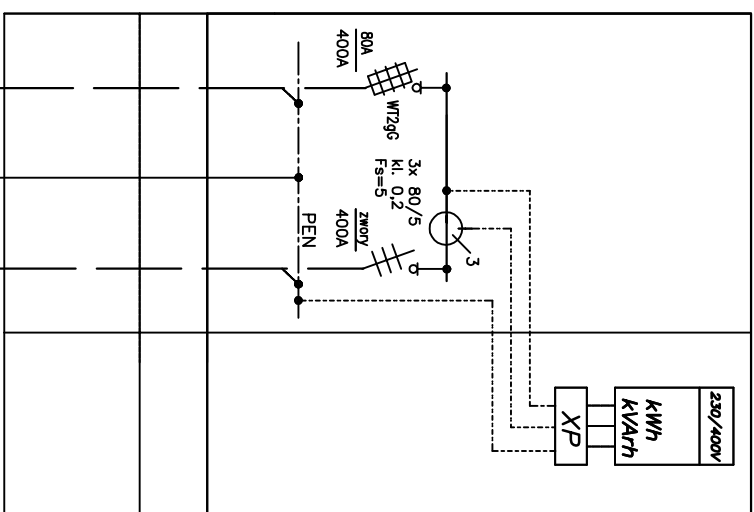 80A
400A
WT2gG
3x 80/5
kl. 0,2
Fs=5
zwory
400A
PEN
3
230/400V
kWh
kVArh
XP